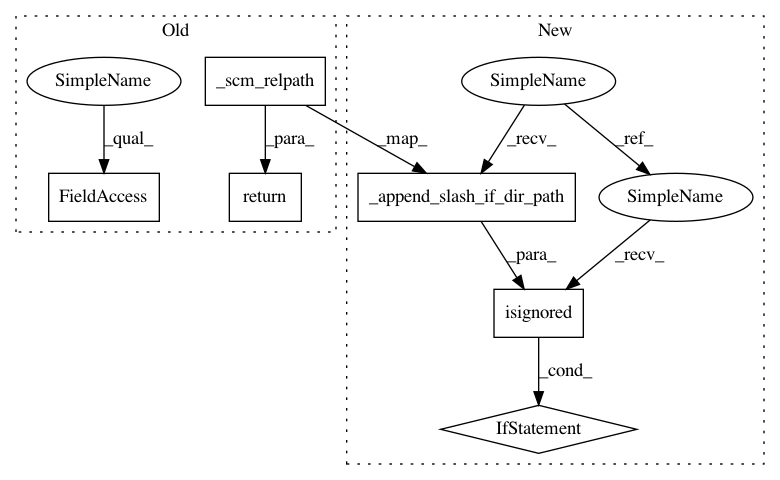 Old
New
SimpleName
_scm_relpath
SimpleName
_qual_
_para_
_map_
_recv_
_ref_
FieldAccess
return
_append_slash_if_dir_path
SimpleName
_para_
_recv_
isignored
_cond_
IfStatement